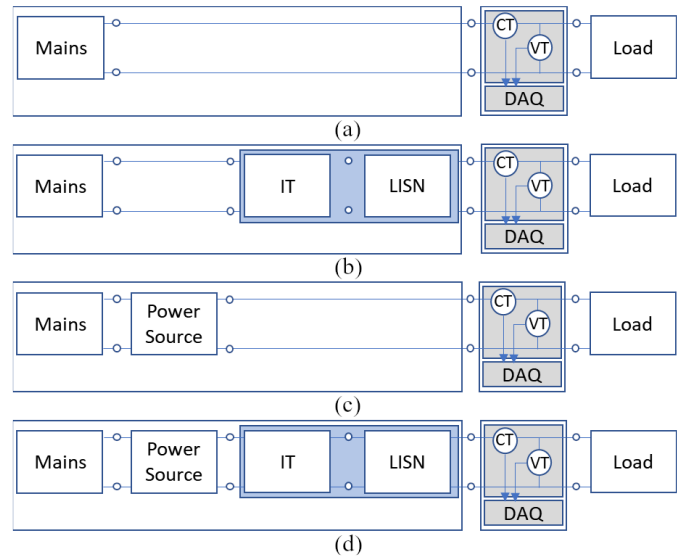 Mains
CT
VT
DAQ
Load
(a)
Mains
IT
LISN
CT
VT
DAQ
Load
(b)
Mains
Power
Source
CT
VT
DAQ
Load
(c)
Mains
Power
Source
IT
LISN
CT
VT
DAQ
Load
(d)